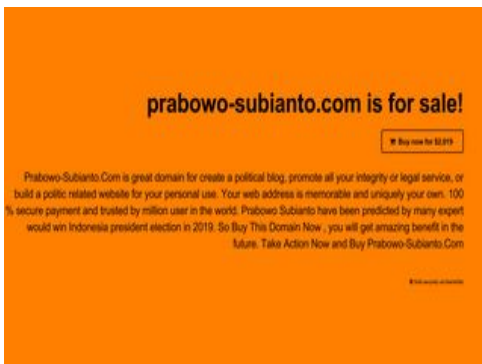 prabowo-subianto.com is for sale!
Buy now for $2,019
Prabowo-Subianto.Com is great domain for create a political blog, promote all your integrity or legal service, or
build a politic related website for your personal use. Your web address is memorable and uniquely your own. 100
% secure payment and trusted by million user in the world. Prabowo Subianto have been predicted by many expert
would win Indonesia president election in 2019. So Buy This Domain Now , you will get amazing benefit in the
future. Take Action Now and Buy Prabowo-Subianto.Com